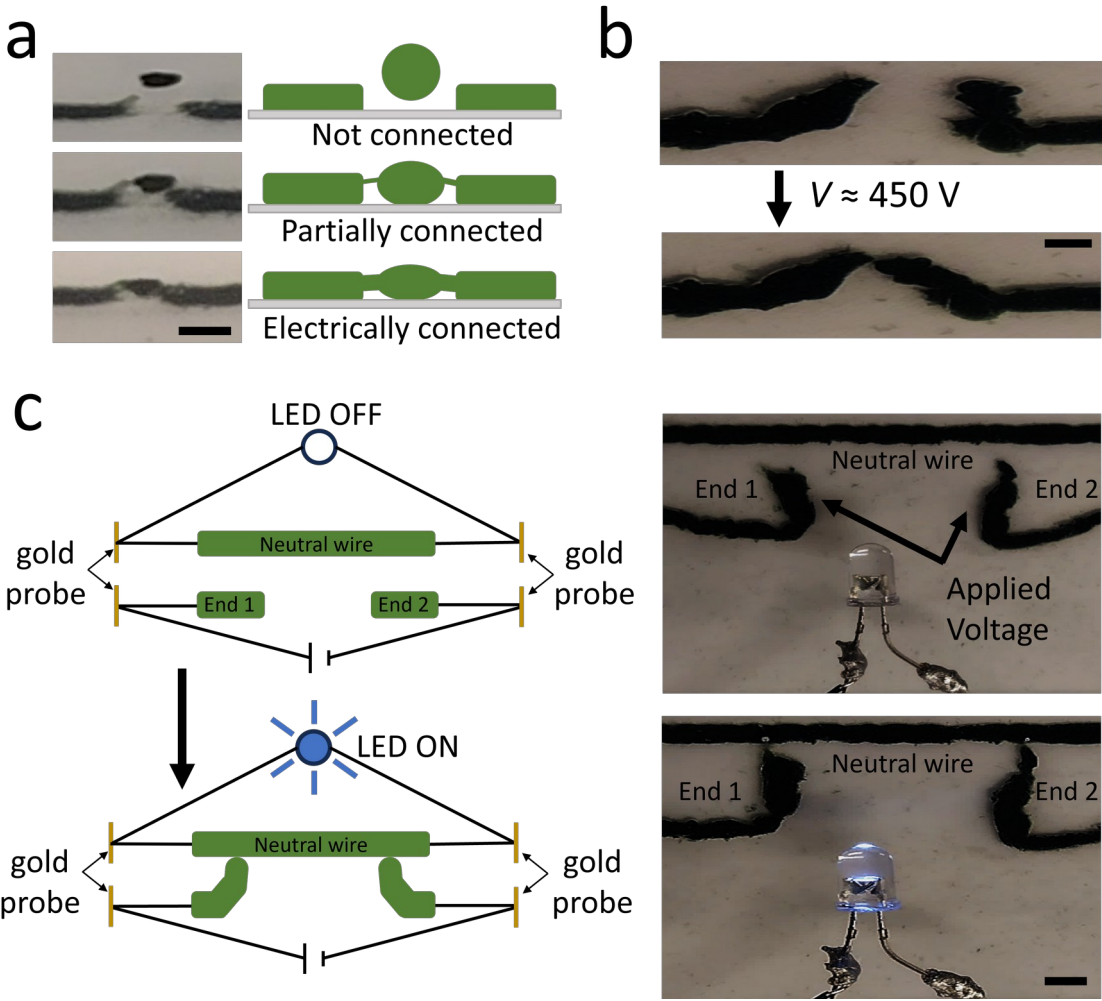 a
Not connected
Partially connected
Electrically connected
b
V ≈ 450 V
c
LED OFF
Neutral wire
gold
probe
gold
probe
End 1
End 2
LED ON
Neutral wire
gold
probe
gold
probe
Neutral wire
End 1
End 2
Applied
Voltage
Neutral wire
End 1
End 2